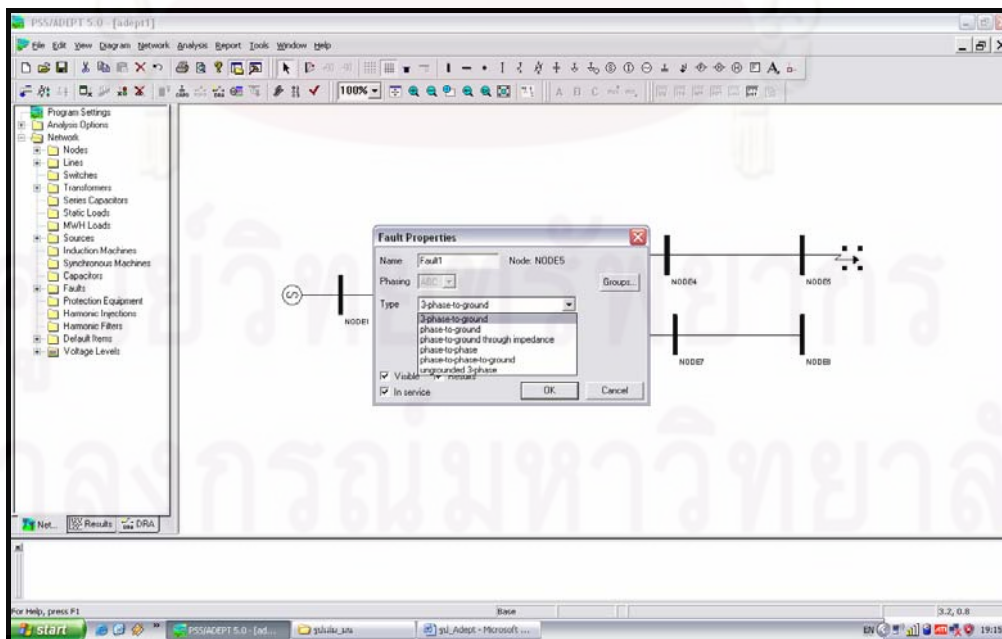 PSS/ADEPT 5.0 - [adept1]
File Edit View Diagram Network Analysis Report Tools Window Help
100%
A B C
Program Settings
Analysis Options
Network
Nodes
Lines
Switches
Transformers
Series Capacitors
Static Loads
MWH Loads
Sources
Induction Machines
Synchronous Machines
Capacitors
Faults
Protection Equipment
Harmonic Injections
Harmonic Filters
Default Items
Voltage Levels
Net... Results DRA
S
NODE1
NODE4
NODE5
NODE7
NODE8
Fault Properties
Name Fault1 Node: NODE5
Phasing ABC Groups...
Type 3-phase-to-ground
3-phase-to-ground
phase-to-ground
phase-to-ground through impedance
phase-to-phase
phase-to-phase-to-ground
ungrounded 3-phase
Visible Results
In service OK Cancel
For Help, press F1 Base 3.2, 0.8
start PSS/ADEPT 5.0 - [ad... รูป_Adept - Microsoft ... EN 19:15